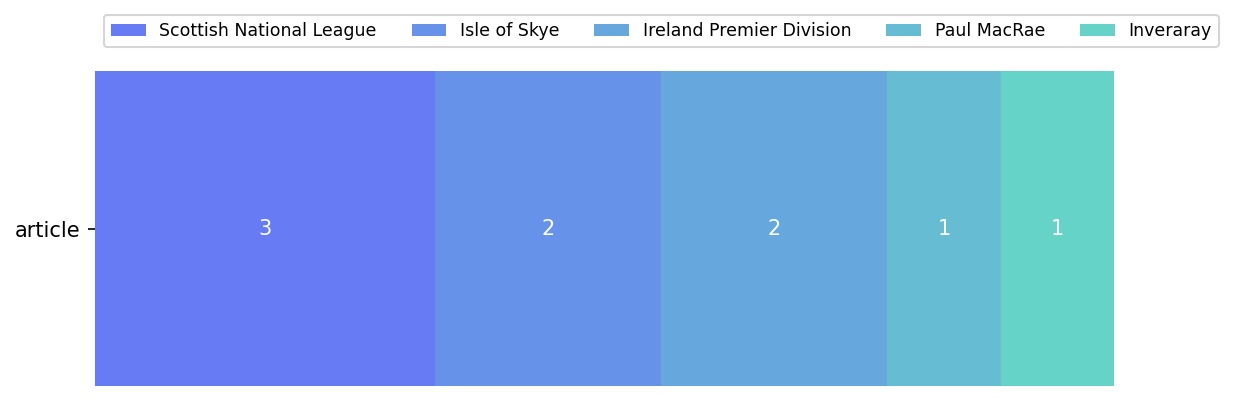 Scottish National League Isle of Skye Ireland Premier Division Paul MacRae Inveraray
article 3 2 2 1 1